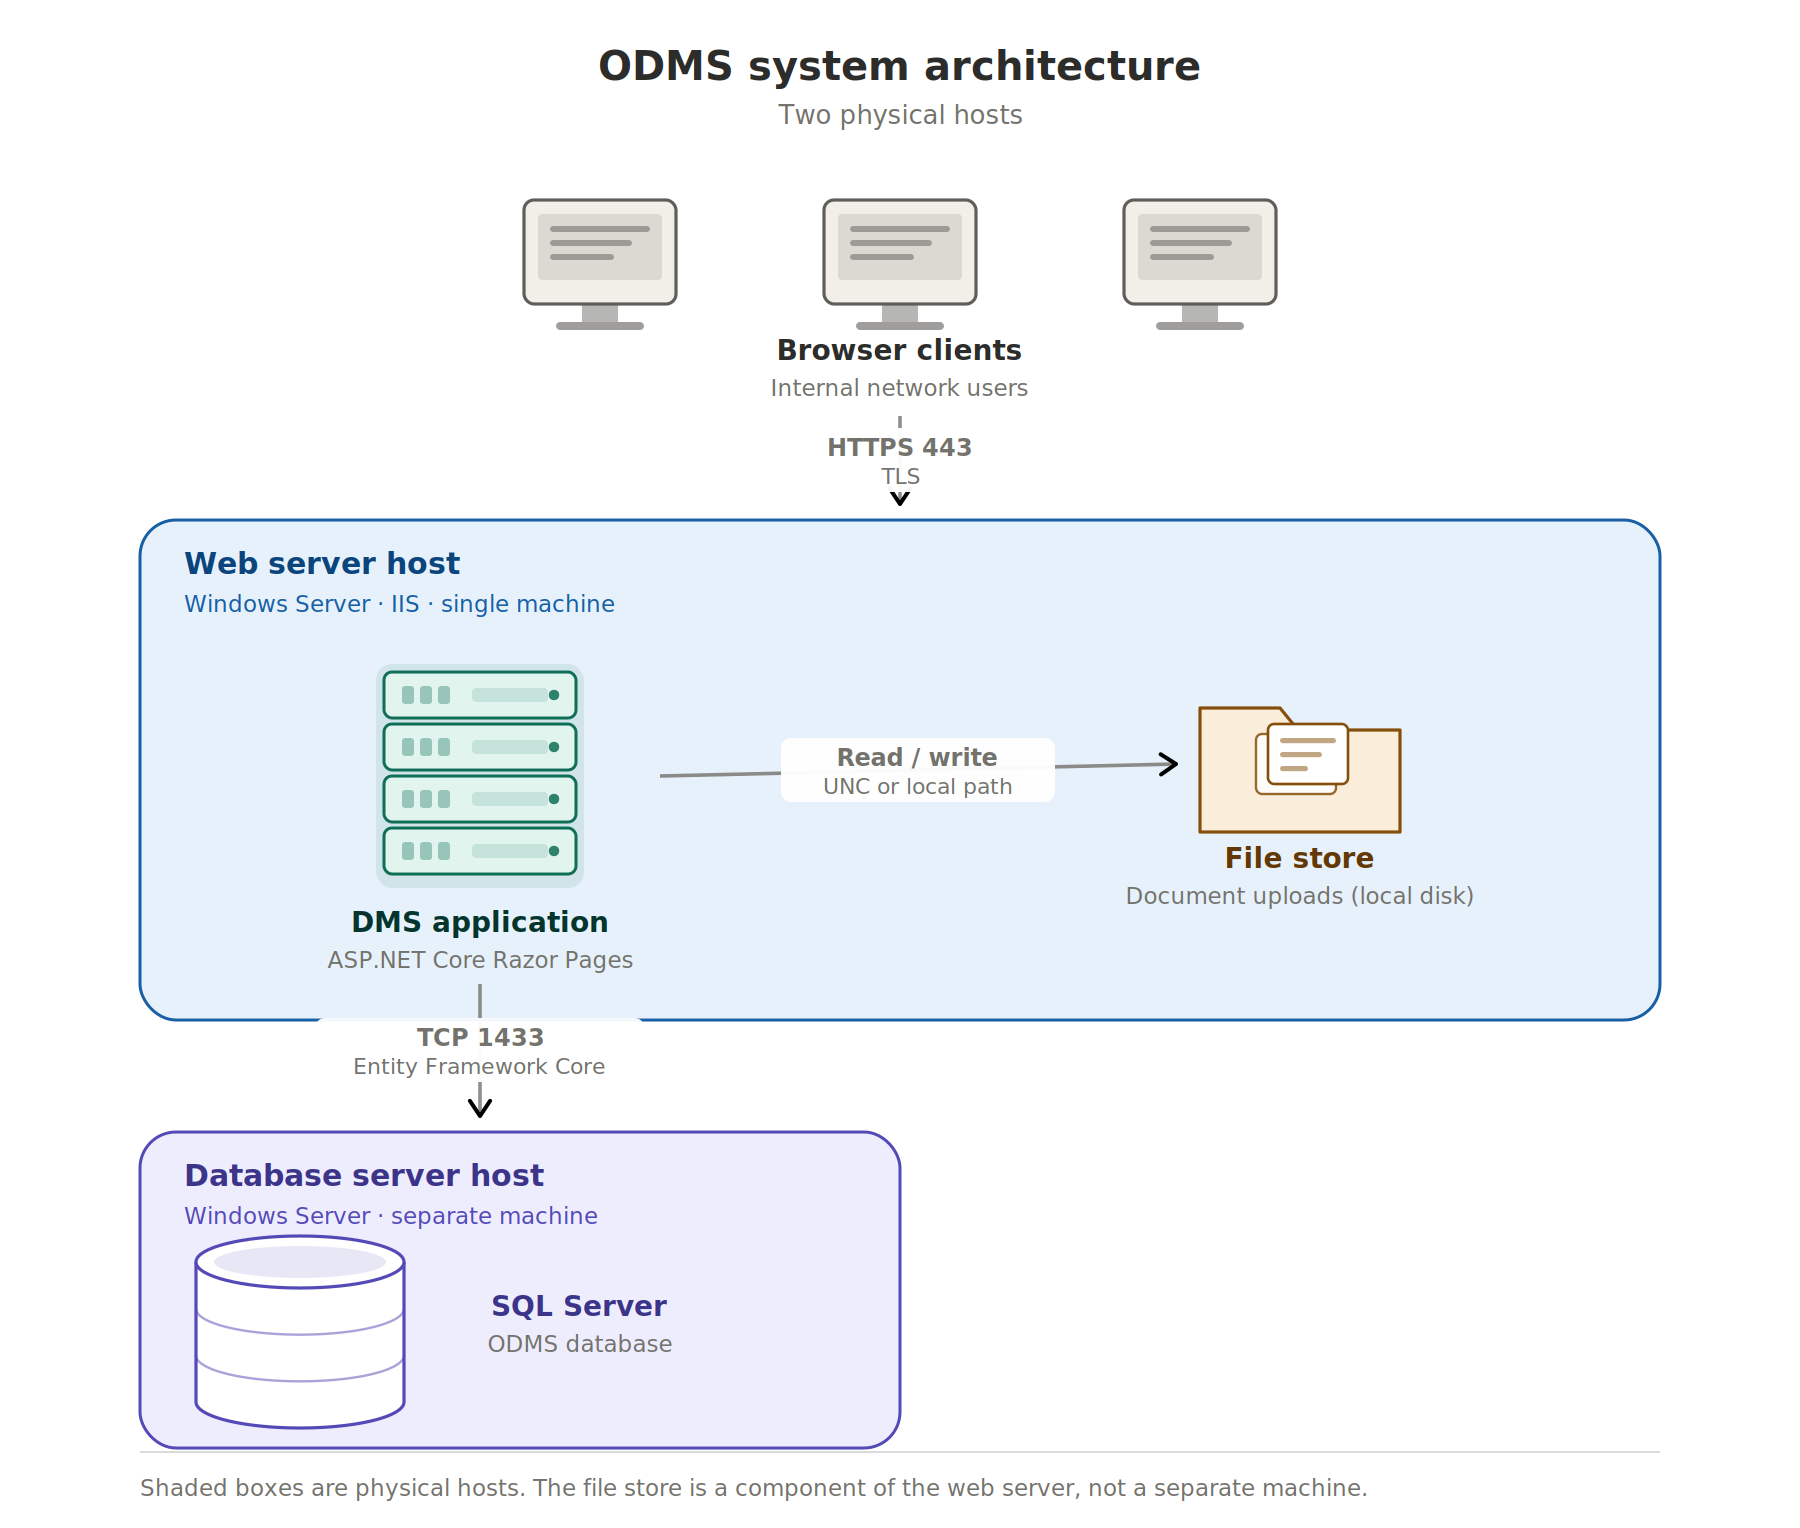 ODMS system architecture
Two physical hosts
Browser clients
Internal network users
HTTPS 443
TLS
Web server host
Windows Server · IIS · single machine
Read / write
UNC or local path
File store
Document uploads (local disk)
DMS application
ASP.NET Core Razor Pages
TCP 1433
Entity Framework Core
Database server host
Windows Server · separate machine
SQL Server
ODMS database
Shaded boxes are physical hosts. The file store is a component of the web server, not a separate machine.